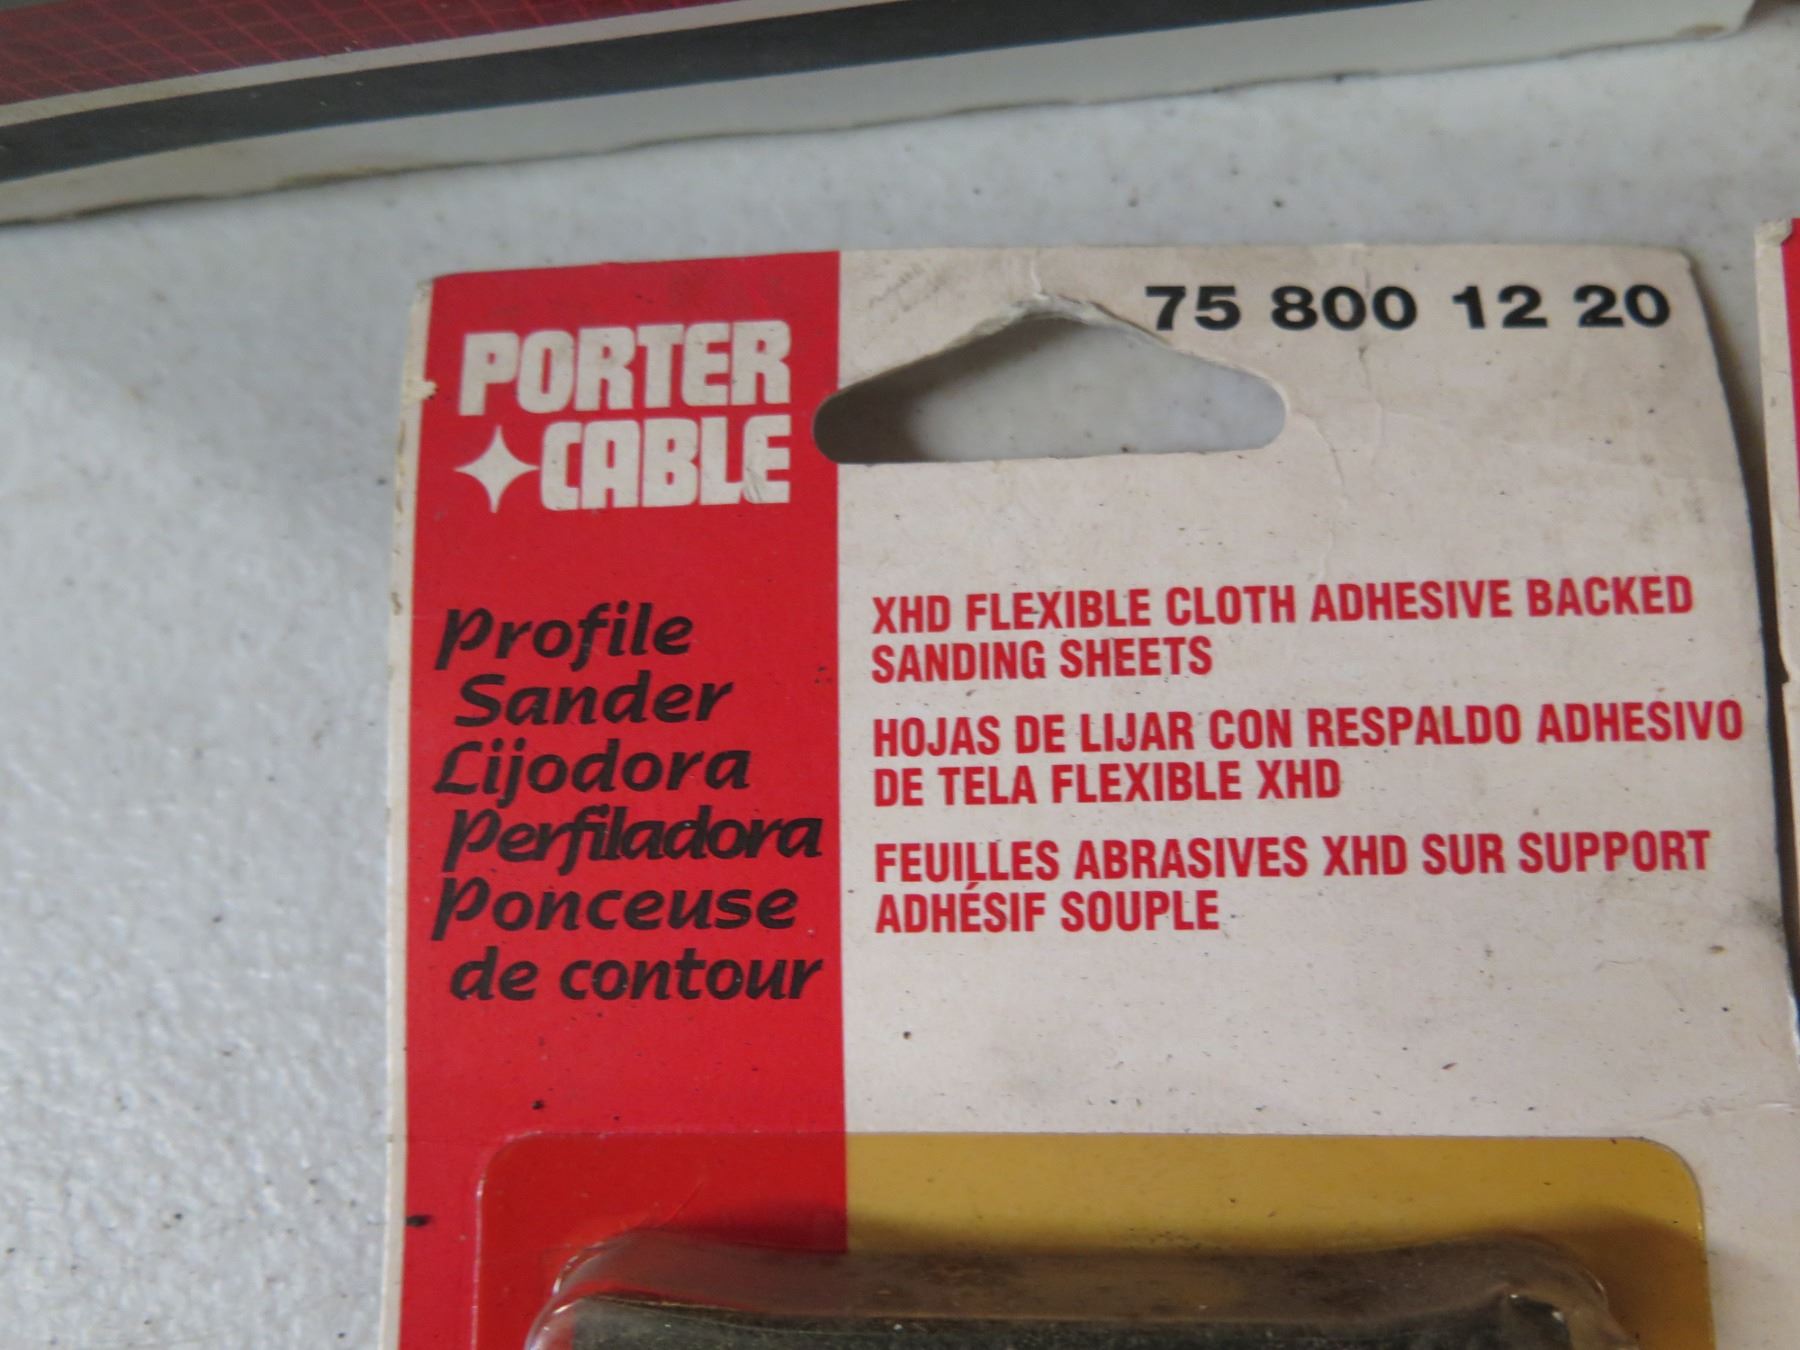 PORTER
CABLE
75 800 12 20
Profile
Sander
Lijodora
Perfiladora
Ponceuse
de contour
XHD FLEXIBLE CLOTH ADHESIVE BACKED
SANDING SHEETS
HOJAS DE LIJAR CON RESPALDO ADHESIVO
DE TELA FLEXIBLE XHD
FEUILLES ABRASIVES XHD SUR SUPPORT
ADHÉSIF SOUPLE